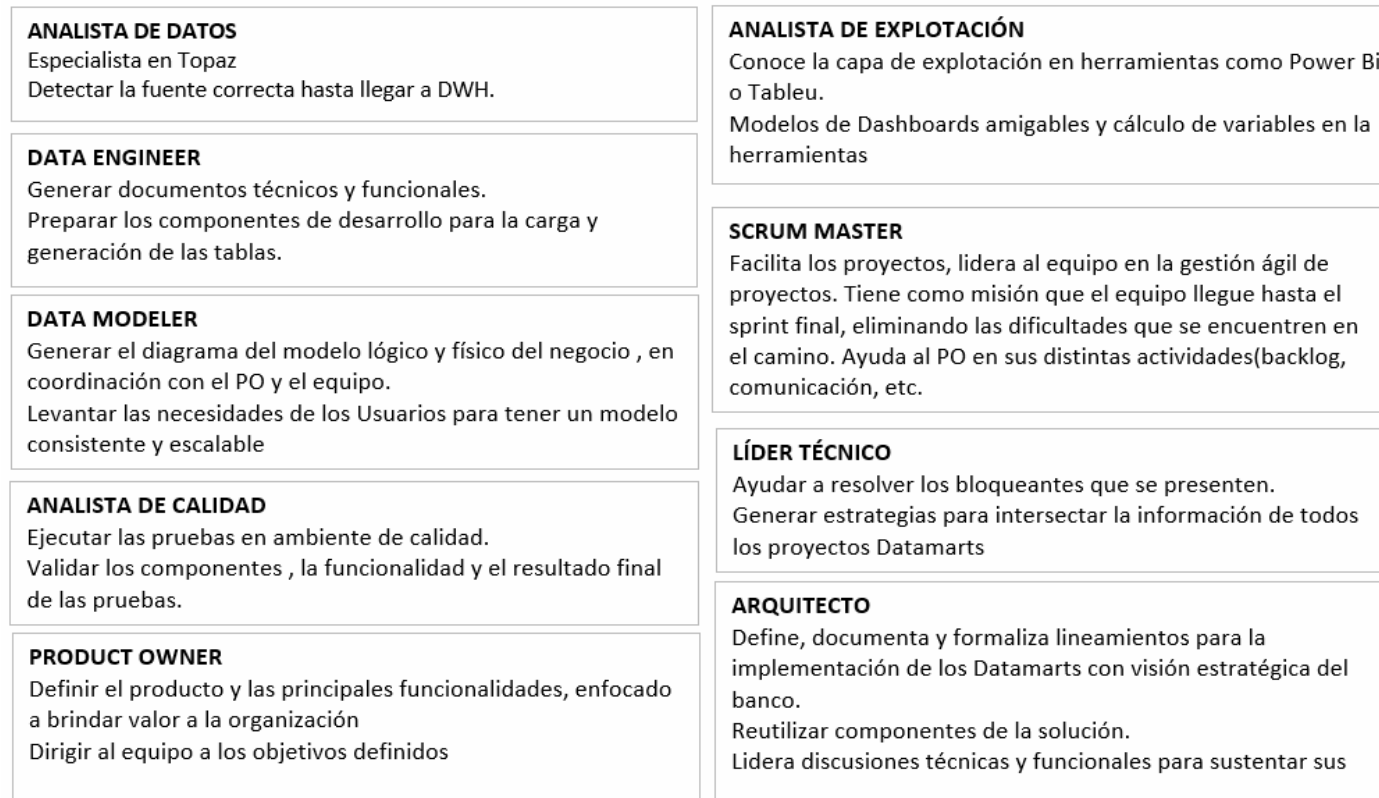 ANALISTA DE DATOS
Especialista en Topaz
Detectar la fuente correcta hasta llegar a DWH.
DATA ENGINEER
Generar documentos técnicos y funcionales.
Preparar los componentes de desarrollo para la carga y
generación de las tablas.
DATA MODELER
Generar el diagrama del modelo lógico y físico del negocio , en
coordinación con el PO y el equipo.
Levantar las necesidades de los Usuarios para tener un modelo
consistente y escalable
ANALISTA DE CALIDAD
Ejecutar las pruebas en ambiente de calidad.
Validar los componentes , la funcionalidad y el resultado final
de las pruebas.
PRODUCT OWNER
Definir el producto y las principales funcionalidades, enfocado
a brindar valor a la organización
Dirigir al equipo a los objetivos definidos
ANALISTA DE EXPLOTACIÓN
Conoce la capa de explotación en herramientas como Power Bi
o Tableu.
Modelos de Dashboards amigables y cálculo de variables en la
herramientas
SCRUM MASTER
Facilita los proyectos, lidera al equipo en la gestión ágil de
proyectos. Tiene como misión que el equipo llegue hasta el
sprint final, eliminando las dificultades que se encuentren en
el camino. Ayuda al PO en sus distintas actividades(backlog,
comunicación, etc.
LÍDER TÉCNICO
Ayudar a resolver los bloqueantes que se presenten.
Generar estrategias para intersectar la información de todos
los proyectos Datamarts
ARQUITECTO
Define, documenta y formaliza lineamientos para la
implementación de los Datamarts con visión estratégica del
banco.
Reutilizar componentes de la solución.
Lidera discusiones técnicas y funcionales para sustentar sus